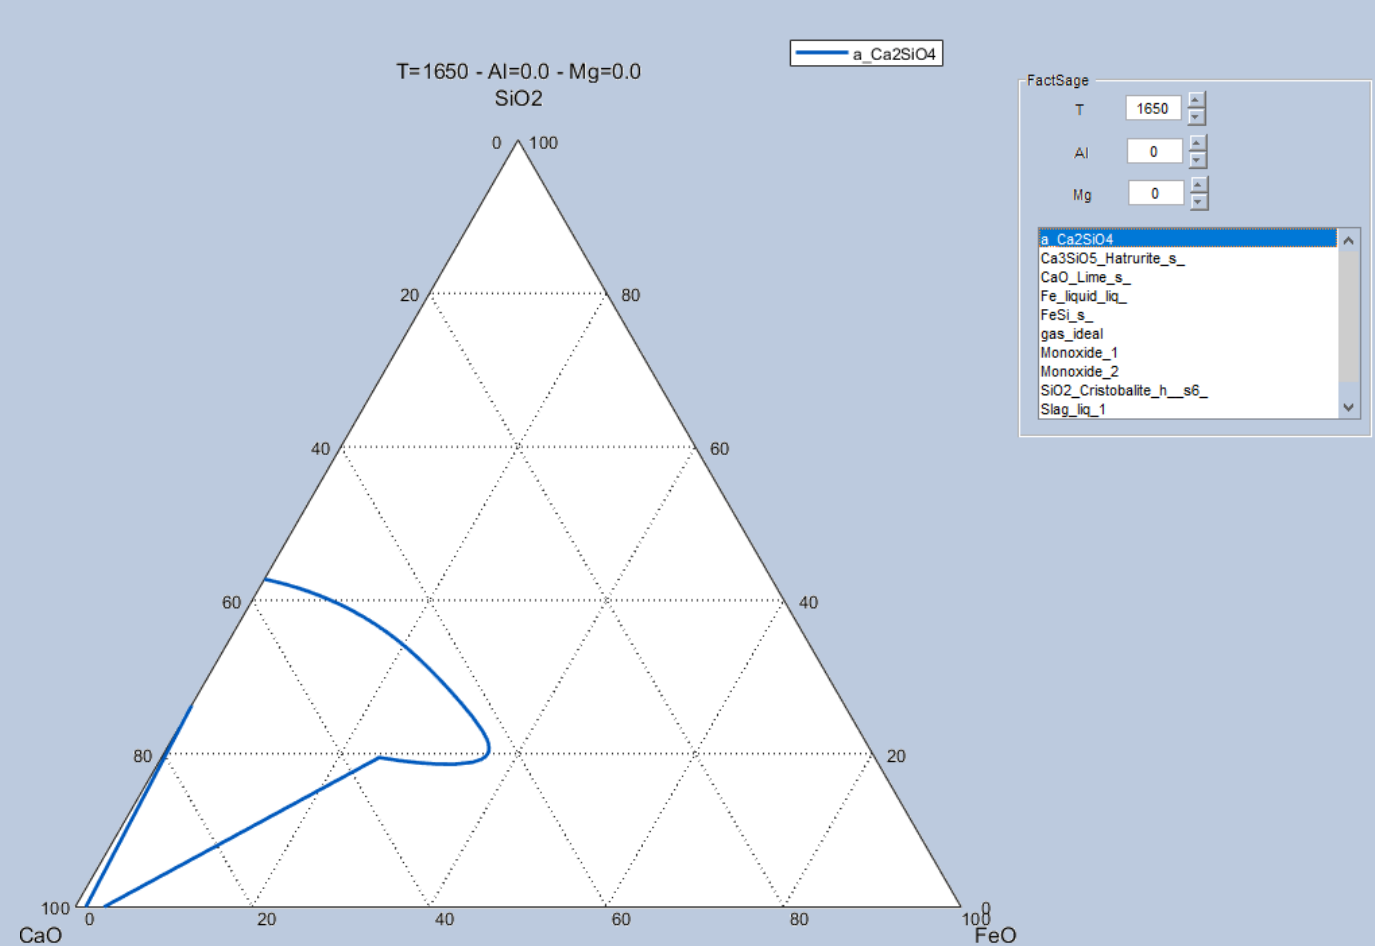 a_Ca2SiO4
T=1650 - Al=0.0 - Mg=0.0
SiO2
0 100
20 80
40 60
60 40
80 20
100 0
0 20 40 60 80 100
CaO FeO
FactSage
T 1650
Al 0
Mg 0
a_Ca2SiO4
Ca3SiO5_Hatrurite_s_
CaO_Lime_s_
Fe_liquid_liq_
FeSi_s_
gas_ideal
Monoxide_1
Monoxide_2
SiO2_Cristobalite_h__s6_
Slag_liq_1